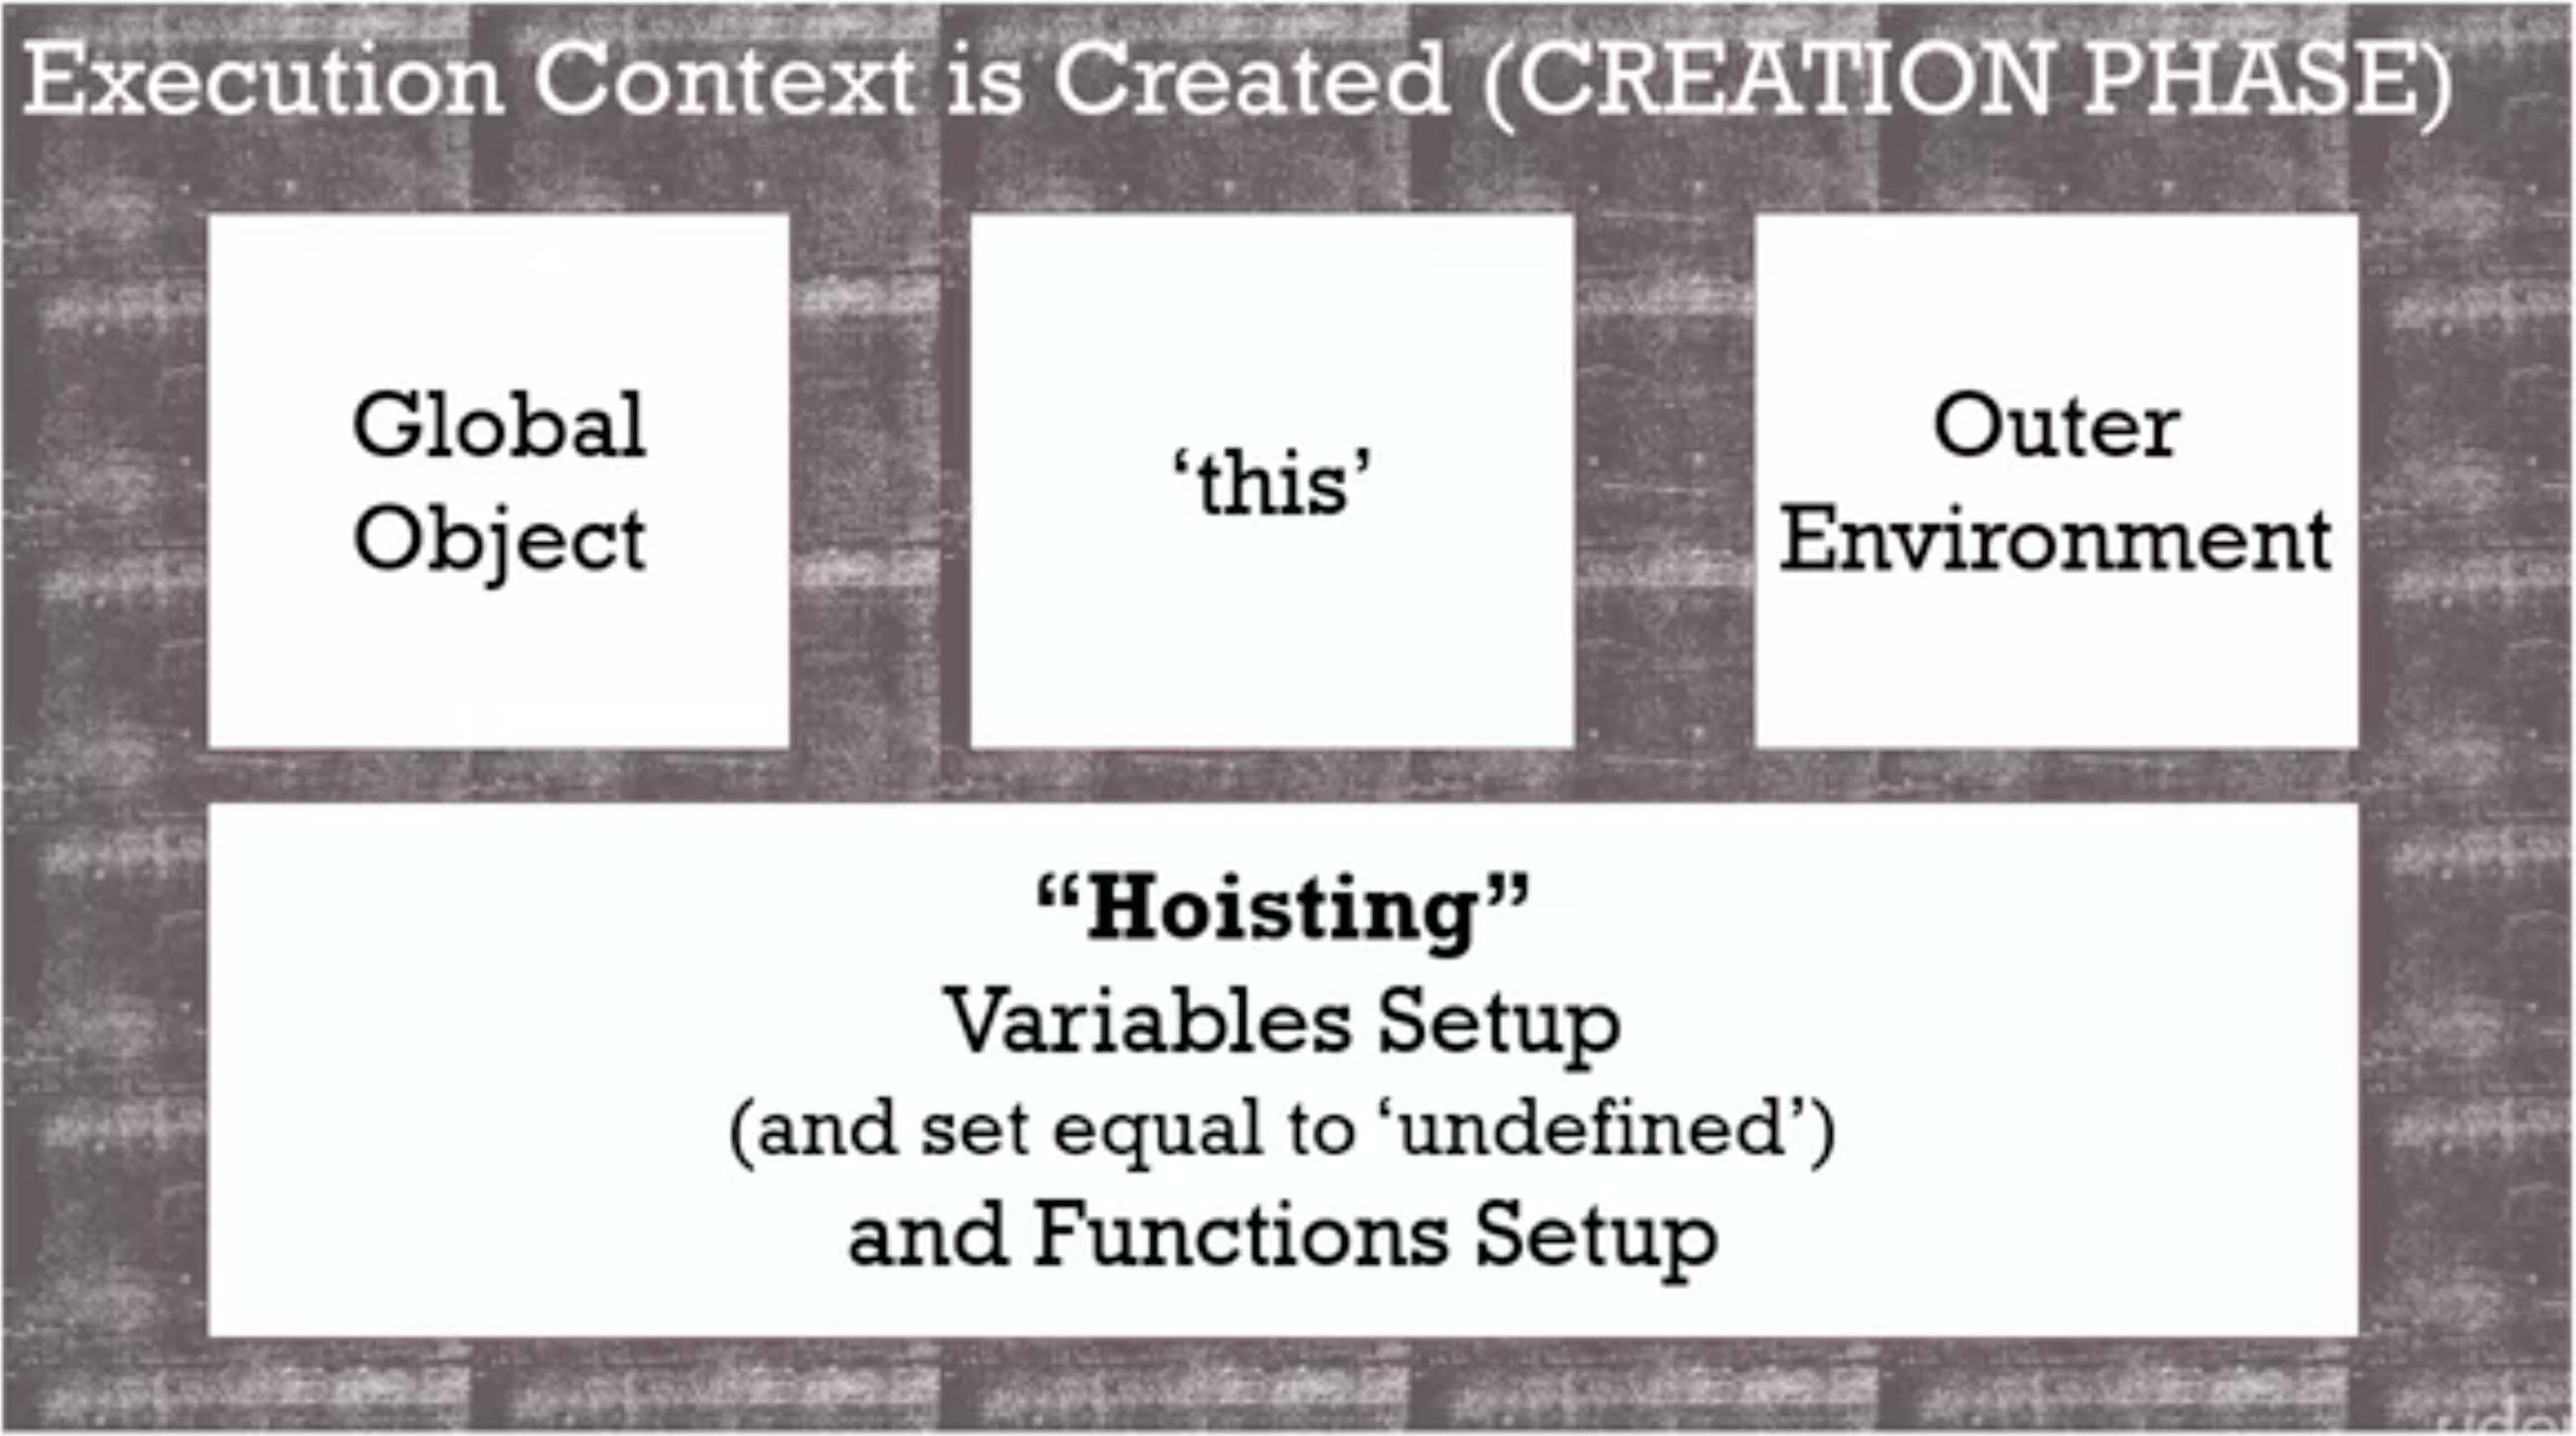 Execution Context is Created (CREATION PHASE)
Global
Object
‘this’
Outer
Environment
“Hoisting”
Variables Setup
(and set equal to ‘undefined’)
and Functions Setup